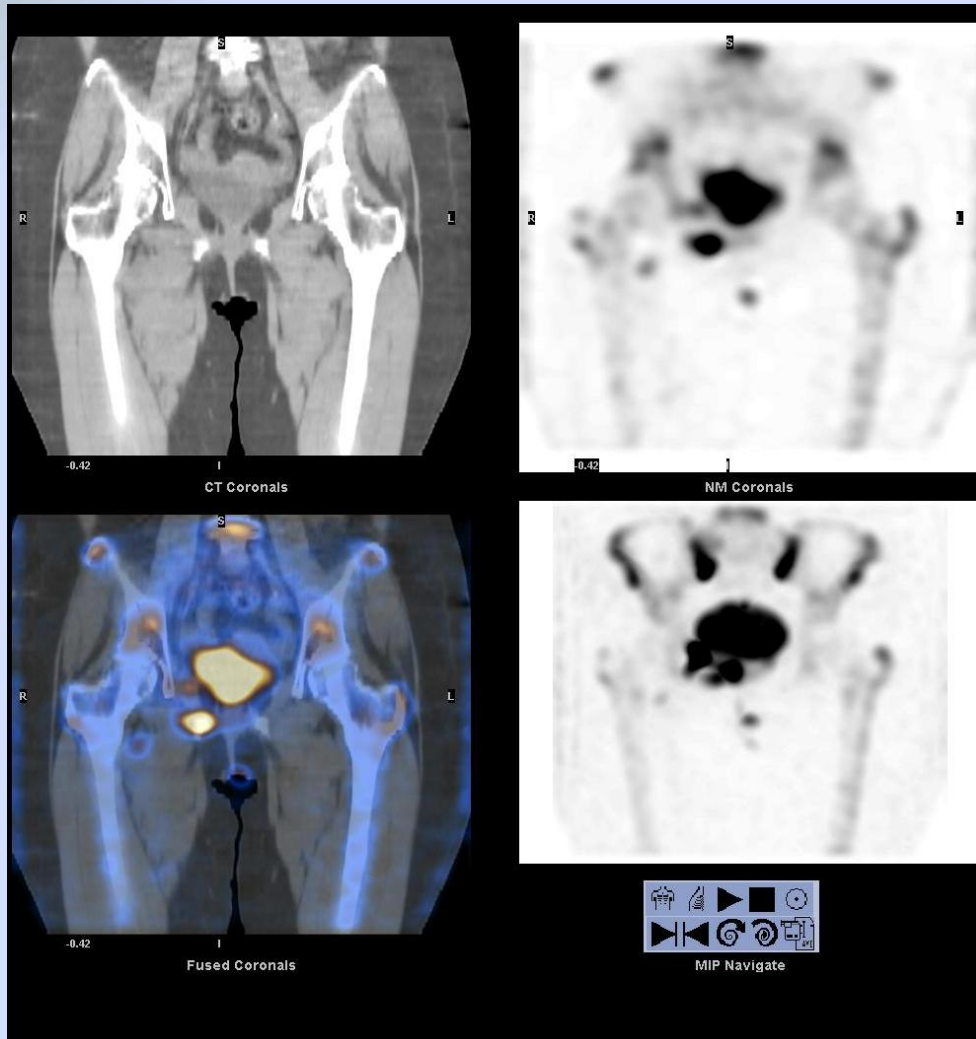 S S
R L R L
-0.42 I -0.42 I
CT Coronals NM Coronals
S
R L
-0.42 I
Fused Coronals MIP Navigate